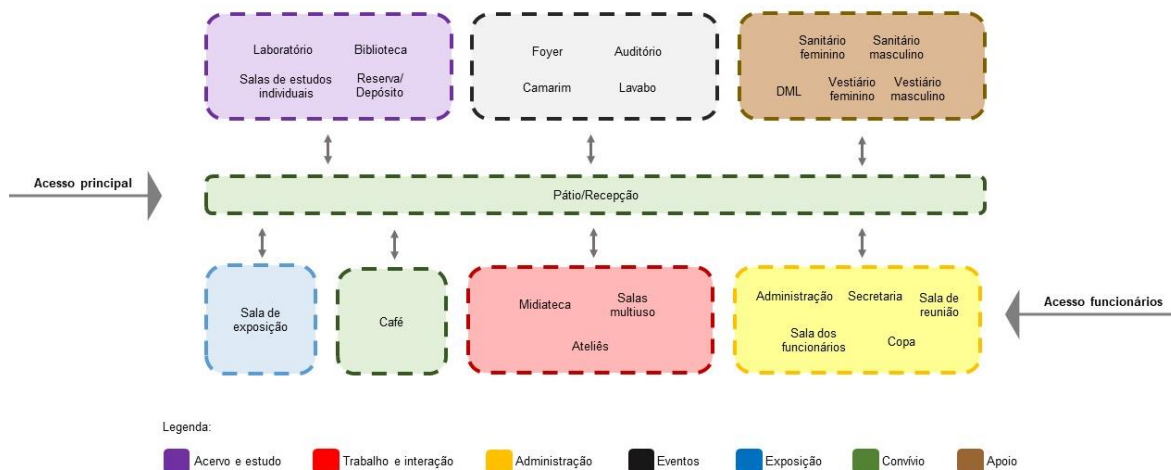 Laboratório
Biblioteca
Salas de estudos
individuais
Reserva/
Depósito
Foyer
Auditório
Camarim
Lavabo
Sanitário
feminino
Sanitário
masculino
DML
Vestiário
feminino
Vestiário
masculino
Acesso principal
Pátio/Recepção
Sala de
exposição
Café
Midiateca
Salas
multiuso
Ateliês
Administração
Secretaria
Sala de
reunião
Sala dos
funcionários
Copa
Acesso funcionários
Legenda:
Acervo e estudo
Trabalho e interação
Administração
Eventos
Exposição
Convívio
Apoio